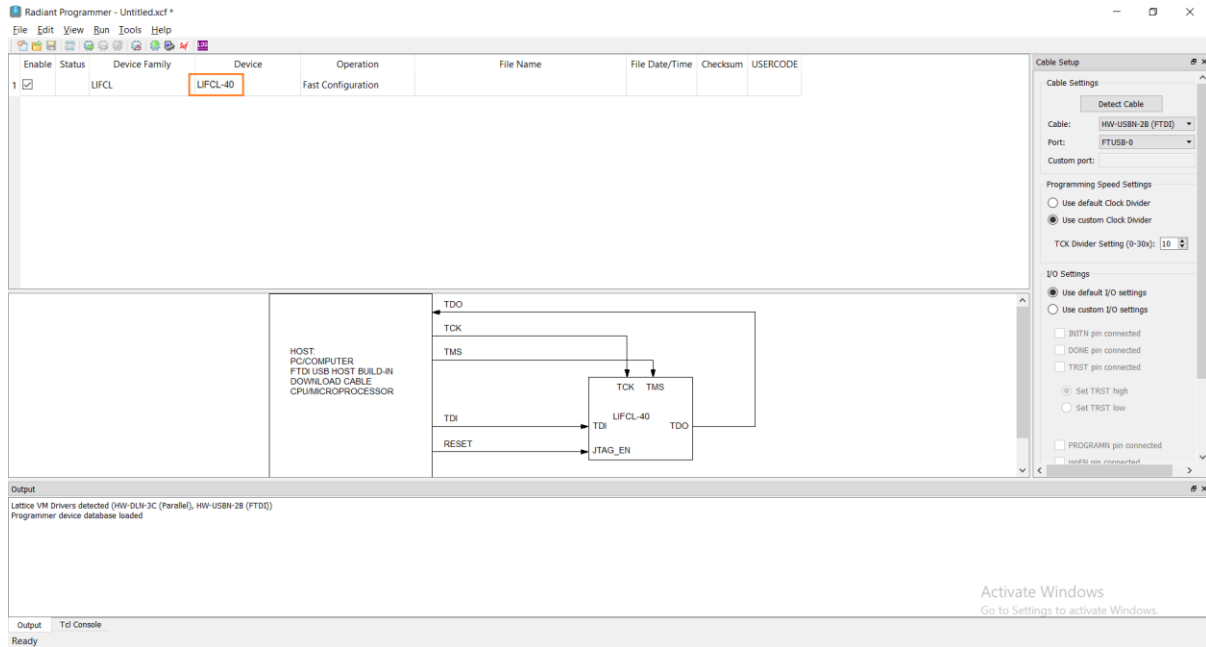 Radiant Programmer - Untitled.xcf *
File Edit View Run Tools Help
LOG
Enable Status Device Family Device Operation File Name File Date/Time Checksum USERCODE
1 LIFCL LIFCL-40 Fast Configuration
Cable Setup
Cable Settings
Detect Cable
Cable: HW-USBN-2B (FTDI)
Port: FTUSB-0
Custom port:
Programming Speed Settings
Use default Clock Divider
Use custom Clock Divider
TCK Divider Setting (0-30x): 10
I/O Settings
Use default I/O settings
Use custom I/O settings
INITN pin connected
DONE pin connected
TRST pin connected
Set TRST high
Set TRST low
PROGRAMN pin connected
pin connected
TDO
TCK
TMS
HOST:
PC/COMPUTER
FTDI USB HOST BUILD-IN
DOWNLOAD CABLE
CPU/MICROPROCESSOR
TCK TMS
LIFCL-40
TDI
TDI TDO
RESET
JTAG_EN
Output
Lattice VM Drivers detected (HW-DLN-3C (Parallel), HW-USBN-2B (FTDI))
Programmer device database loaded
Activate Windows
Go to Settings to activate Windows.
Output Tcl Console
Ready